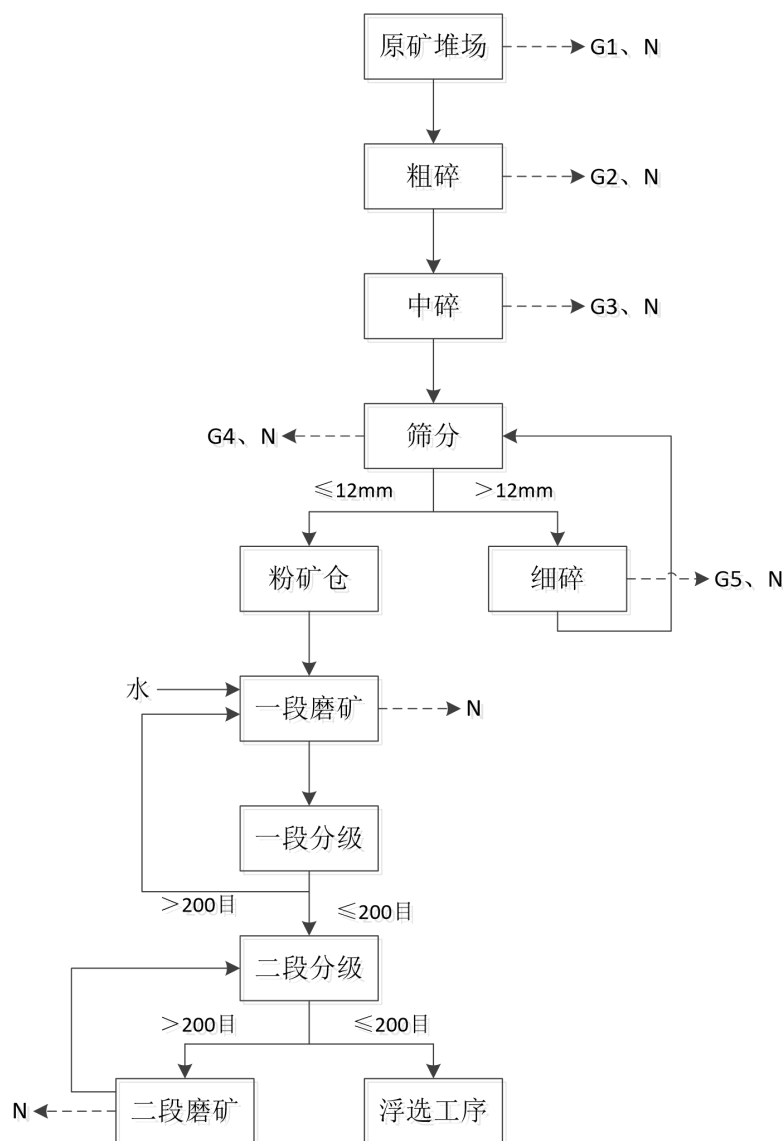 原矿堆场 G1、N
粗碎 G2、N
中碎 G3、N
G4、N 筛分
≤12mm >12mm
粉矿仓 细碎 G5、N
水
一段磨矿 N
一段分级
>200目 ≤200目
二段分级
>200目 ≤200目
N 二段磨矿 浮选工序